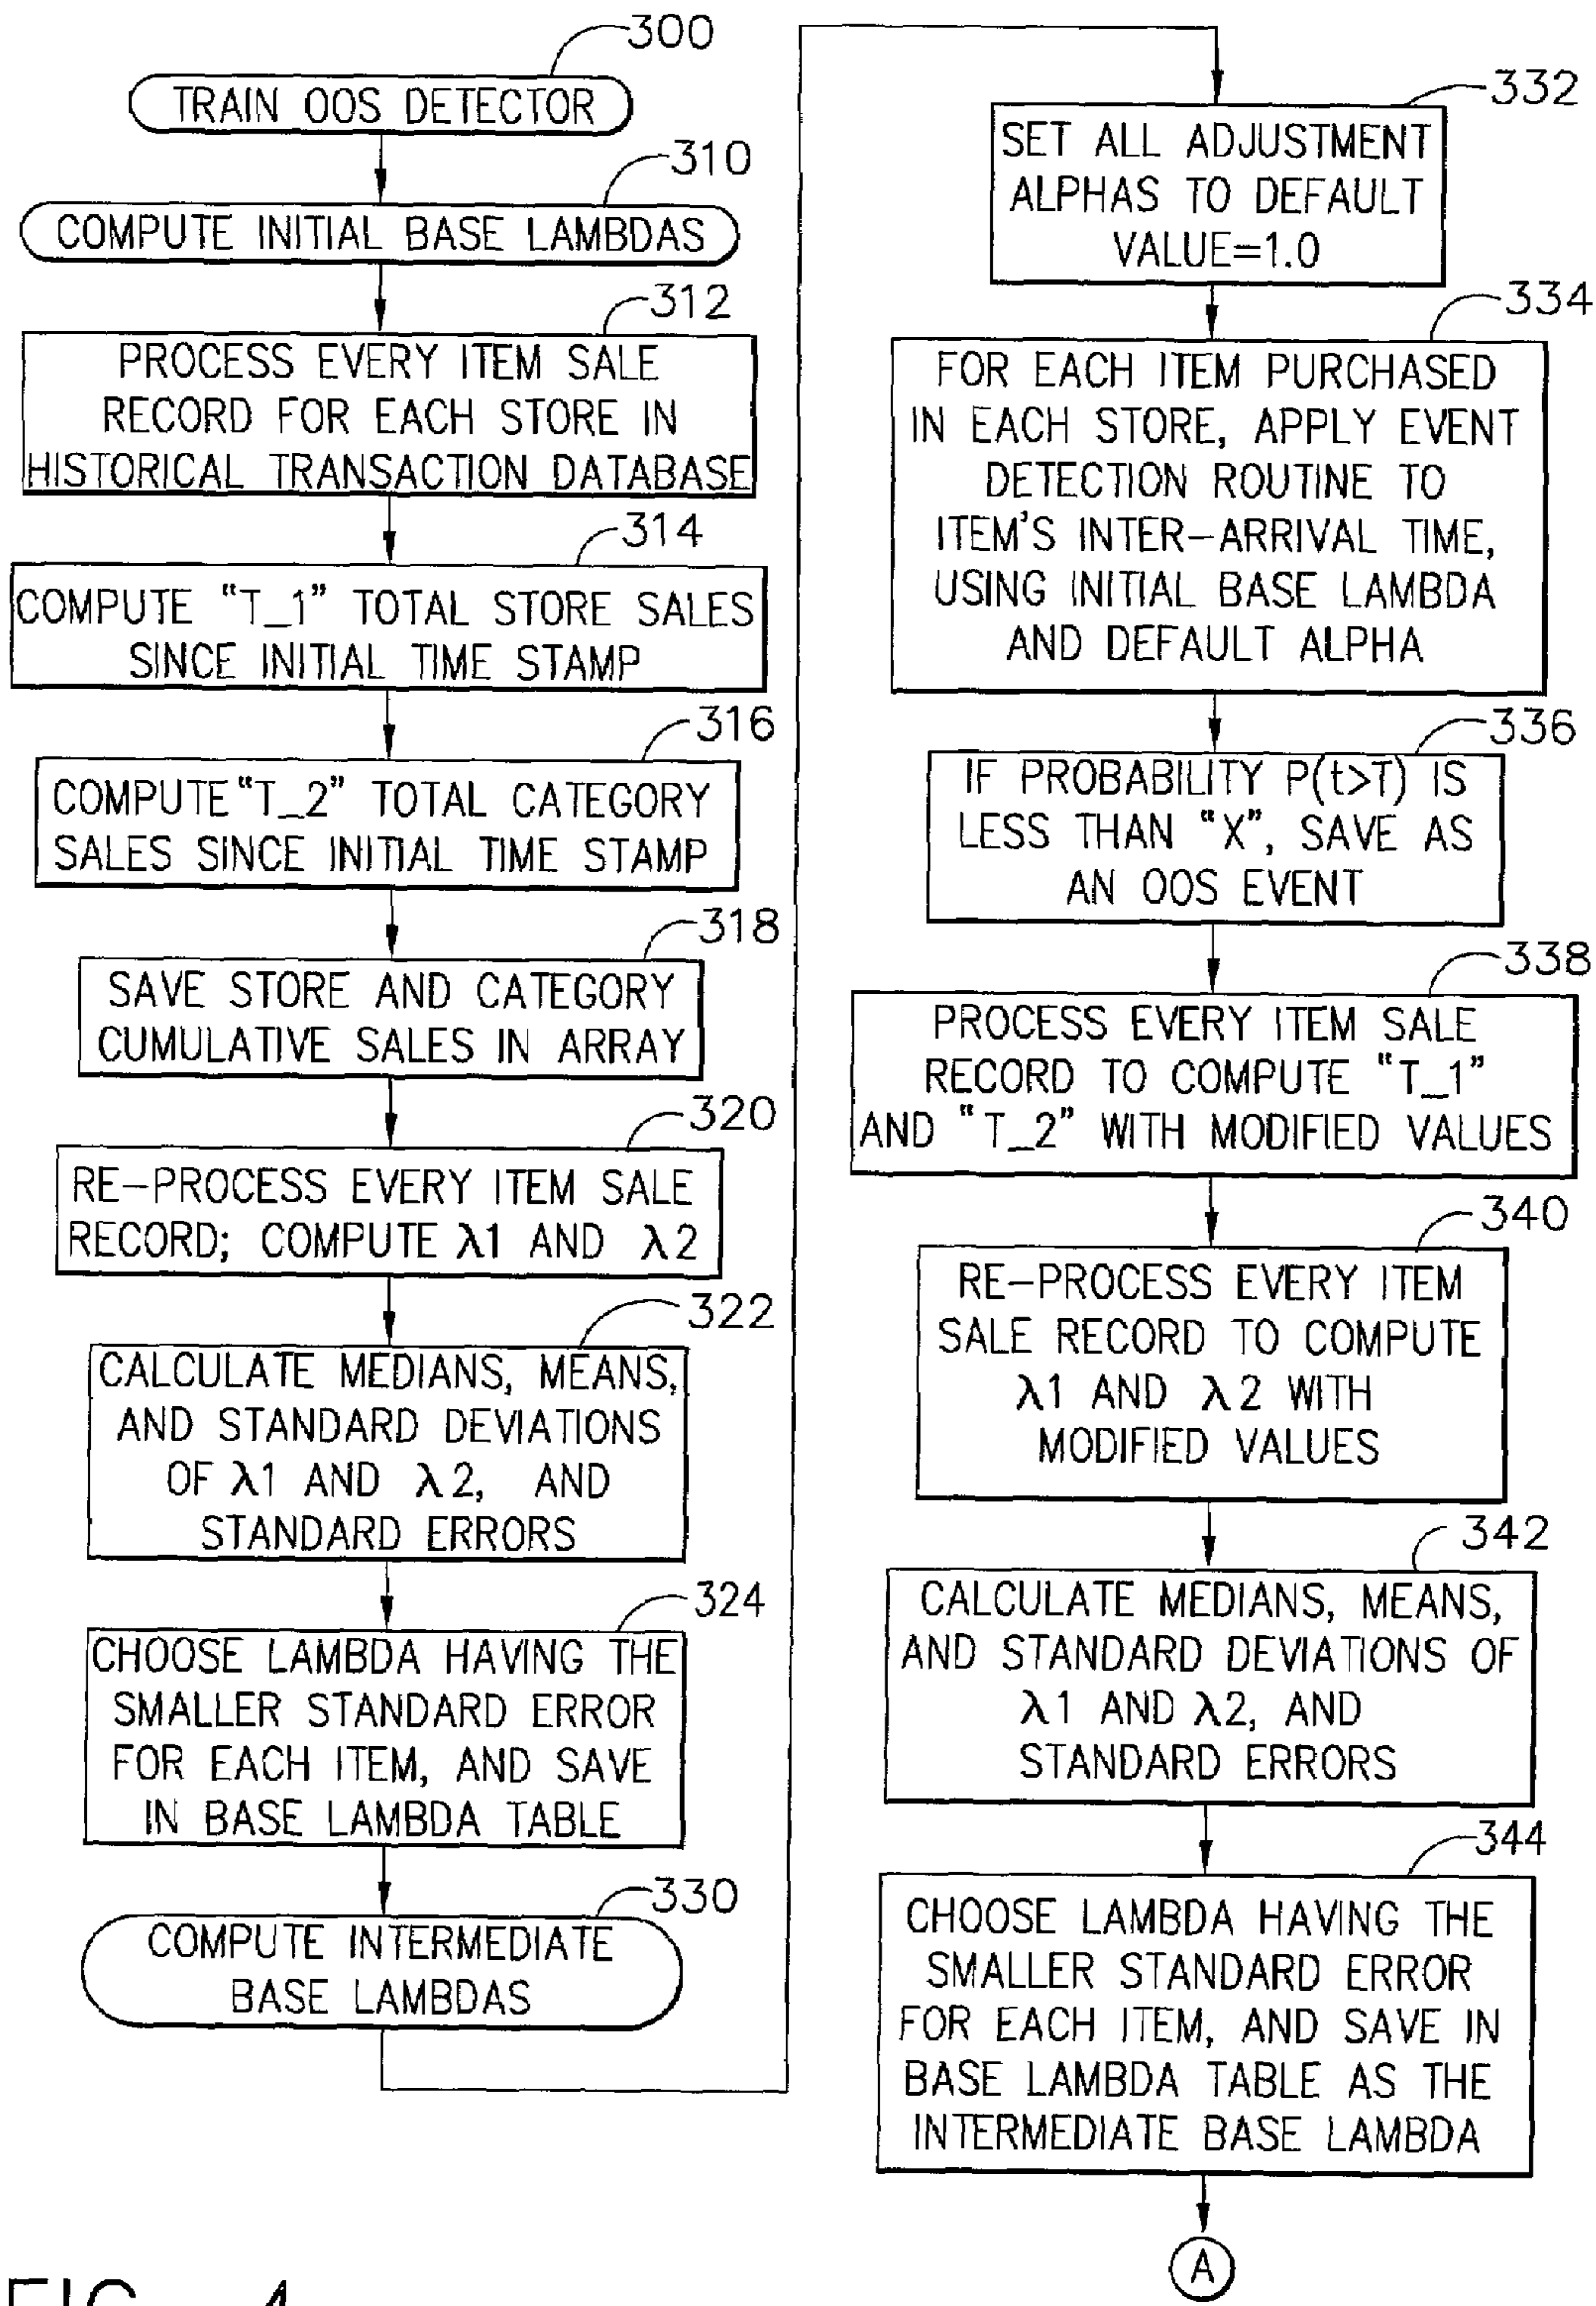 300
TRAIN OOS DETECTOR
310
COMPUTE INITIAL BASE LAMBDAS
312
PROCESS EVERY ITEM SALE
RECORD FOR EACH STORE IN
HISTORICAL TRANSACTION DATABASE
314
COMPUTE "T_1" TOTAL STORE SALES
SINCE INITIAL TIME STAMP
316
COMPUTE "T_2" TOTAL CATEGORY
SALES SINCE INITIAL TIME STAMP
318
SAVE STORE AND CATEGORY
CUMULATIVE SALES IN ARRAY
320
RE-PROCESS EVERY ITEM SALE
RECORD; COMPUTE λ1 AND λ2
322
CALCULATE MEDIANS, MEANS,
AND STANDARD DEVIATIONS
OF λ1 AND λ2, AND
STANDARD ERRORS
324
CHOOSE LAMBDA HAVING THE
SMALLER STANDARD ERROR
FOR EACH ITEM, AND SAVE
IN BASE LAMBDA TABLE
330
COMPUTE INTERMEDIATE
BASE LAMBDAS
332
SET ALL ADJUSTMENT
ALPHAS TO DEFAULT
VALUE=1.0
334
FOR EACH ITEM PURCHASED
IN EACH STORE, APPLY EVENT
DETECTION ROUTINE TO
ITEM'S INTER-ARRIVAL TIME,
USING INITIAL BASE LAMBDA
AND DEFAULT ALPHA
336
IF PROBABILITY P(t>T) IS
LESS THAN "X", SAVE AS
AN OOS EVENT
338
PROCESS EVERY ITEM SALE
RECORD TO COMPUTE "T_1"
AND "T_2" WITH MODIFIED VALUES
340
RE-PROCESS EVERY ITEM
SALE RECORD TO COMPUTE
λ1 AND λ2 WITH
MODIFIED VALUES
342
CALCULATE MEDIANS, MEANS,
AND STANDARD DEVIATIONS OF
λ1 AND λ2, AND
STANDARD ERRORS
344
CHOOSE LAMBDA HAVING THE
SMALLER STANDARD ERROR
FOR EACH ITEM, AND SAVE IN
BASE LAMBDA TABLE AS THE
INTERMEDIATE BASE LAMBDA
A
FIG. 4